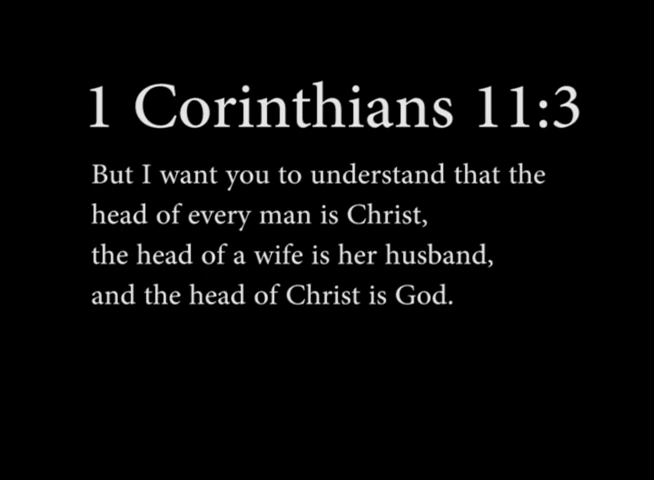 1 Corinthians 11:3
But I want you to understand that the
head of every man is Christ,
the head of a wife is her husband,
and the head of Christ is God.